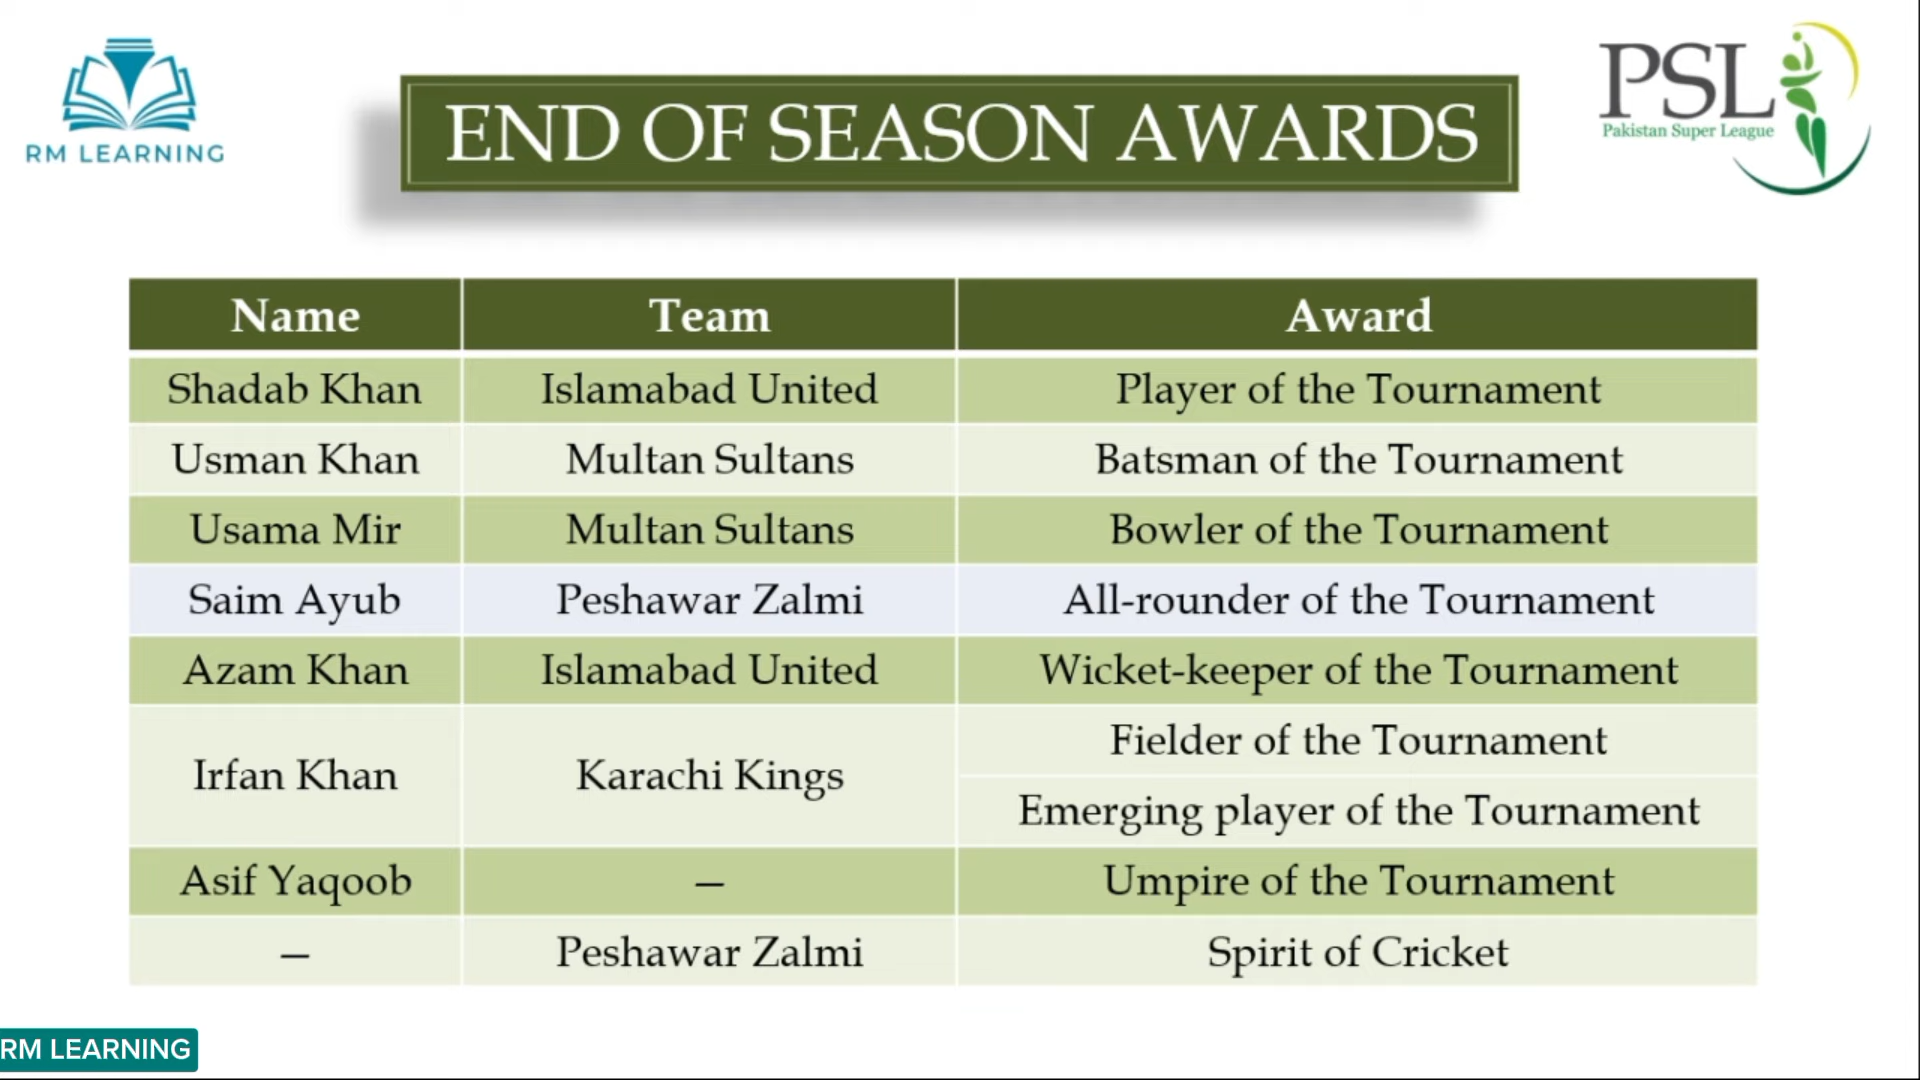 RM LEARNING
END OF SEASON AWARDS
PSL
Pakistan Super League
Name Team Award
Shadab Khan Islamabad United Player of the Tournament
Usman Khan Multan Sultans Batsman of the Tournament
Usama Mir Multan Sultans Bowler of the Tournament
Saim Ayub Peshawar Zalmi All-rounder of the Tournament
Azam Khan Islamabad United Wicket-keeper of the Tournament
Irfan Khan Karachi Kings Fielder of the Tournament
Emerging player of the Tournament
Asif Yaqoob – Umpire of the Tournament
– Peshawar Zalmi Spirit of Cricket
RM LEARNING